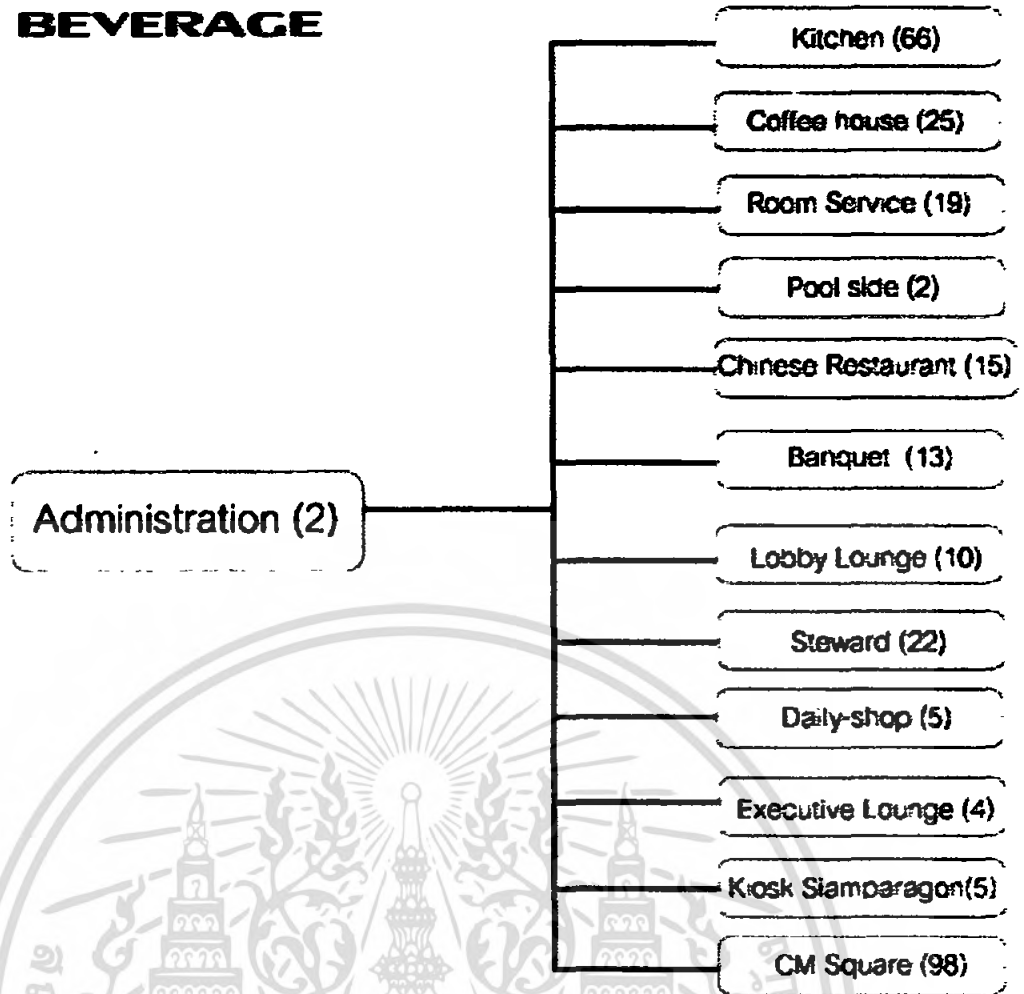 BEVERAGE
Kitchen (66)
Coffee house (25)
Room Service (19)
Pool side (2)
Chinese Restaurant (15)
Banquet (13)
Administration (2)
Lobby Lounge (10)
Steward (22)
Daily-shop (5)
Executive Lounge (4)
Kiosk Siamparagon(5)
CM Square (98)